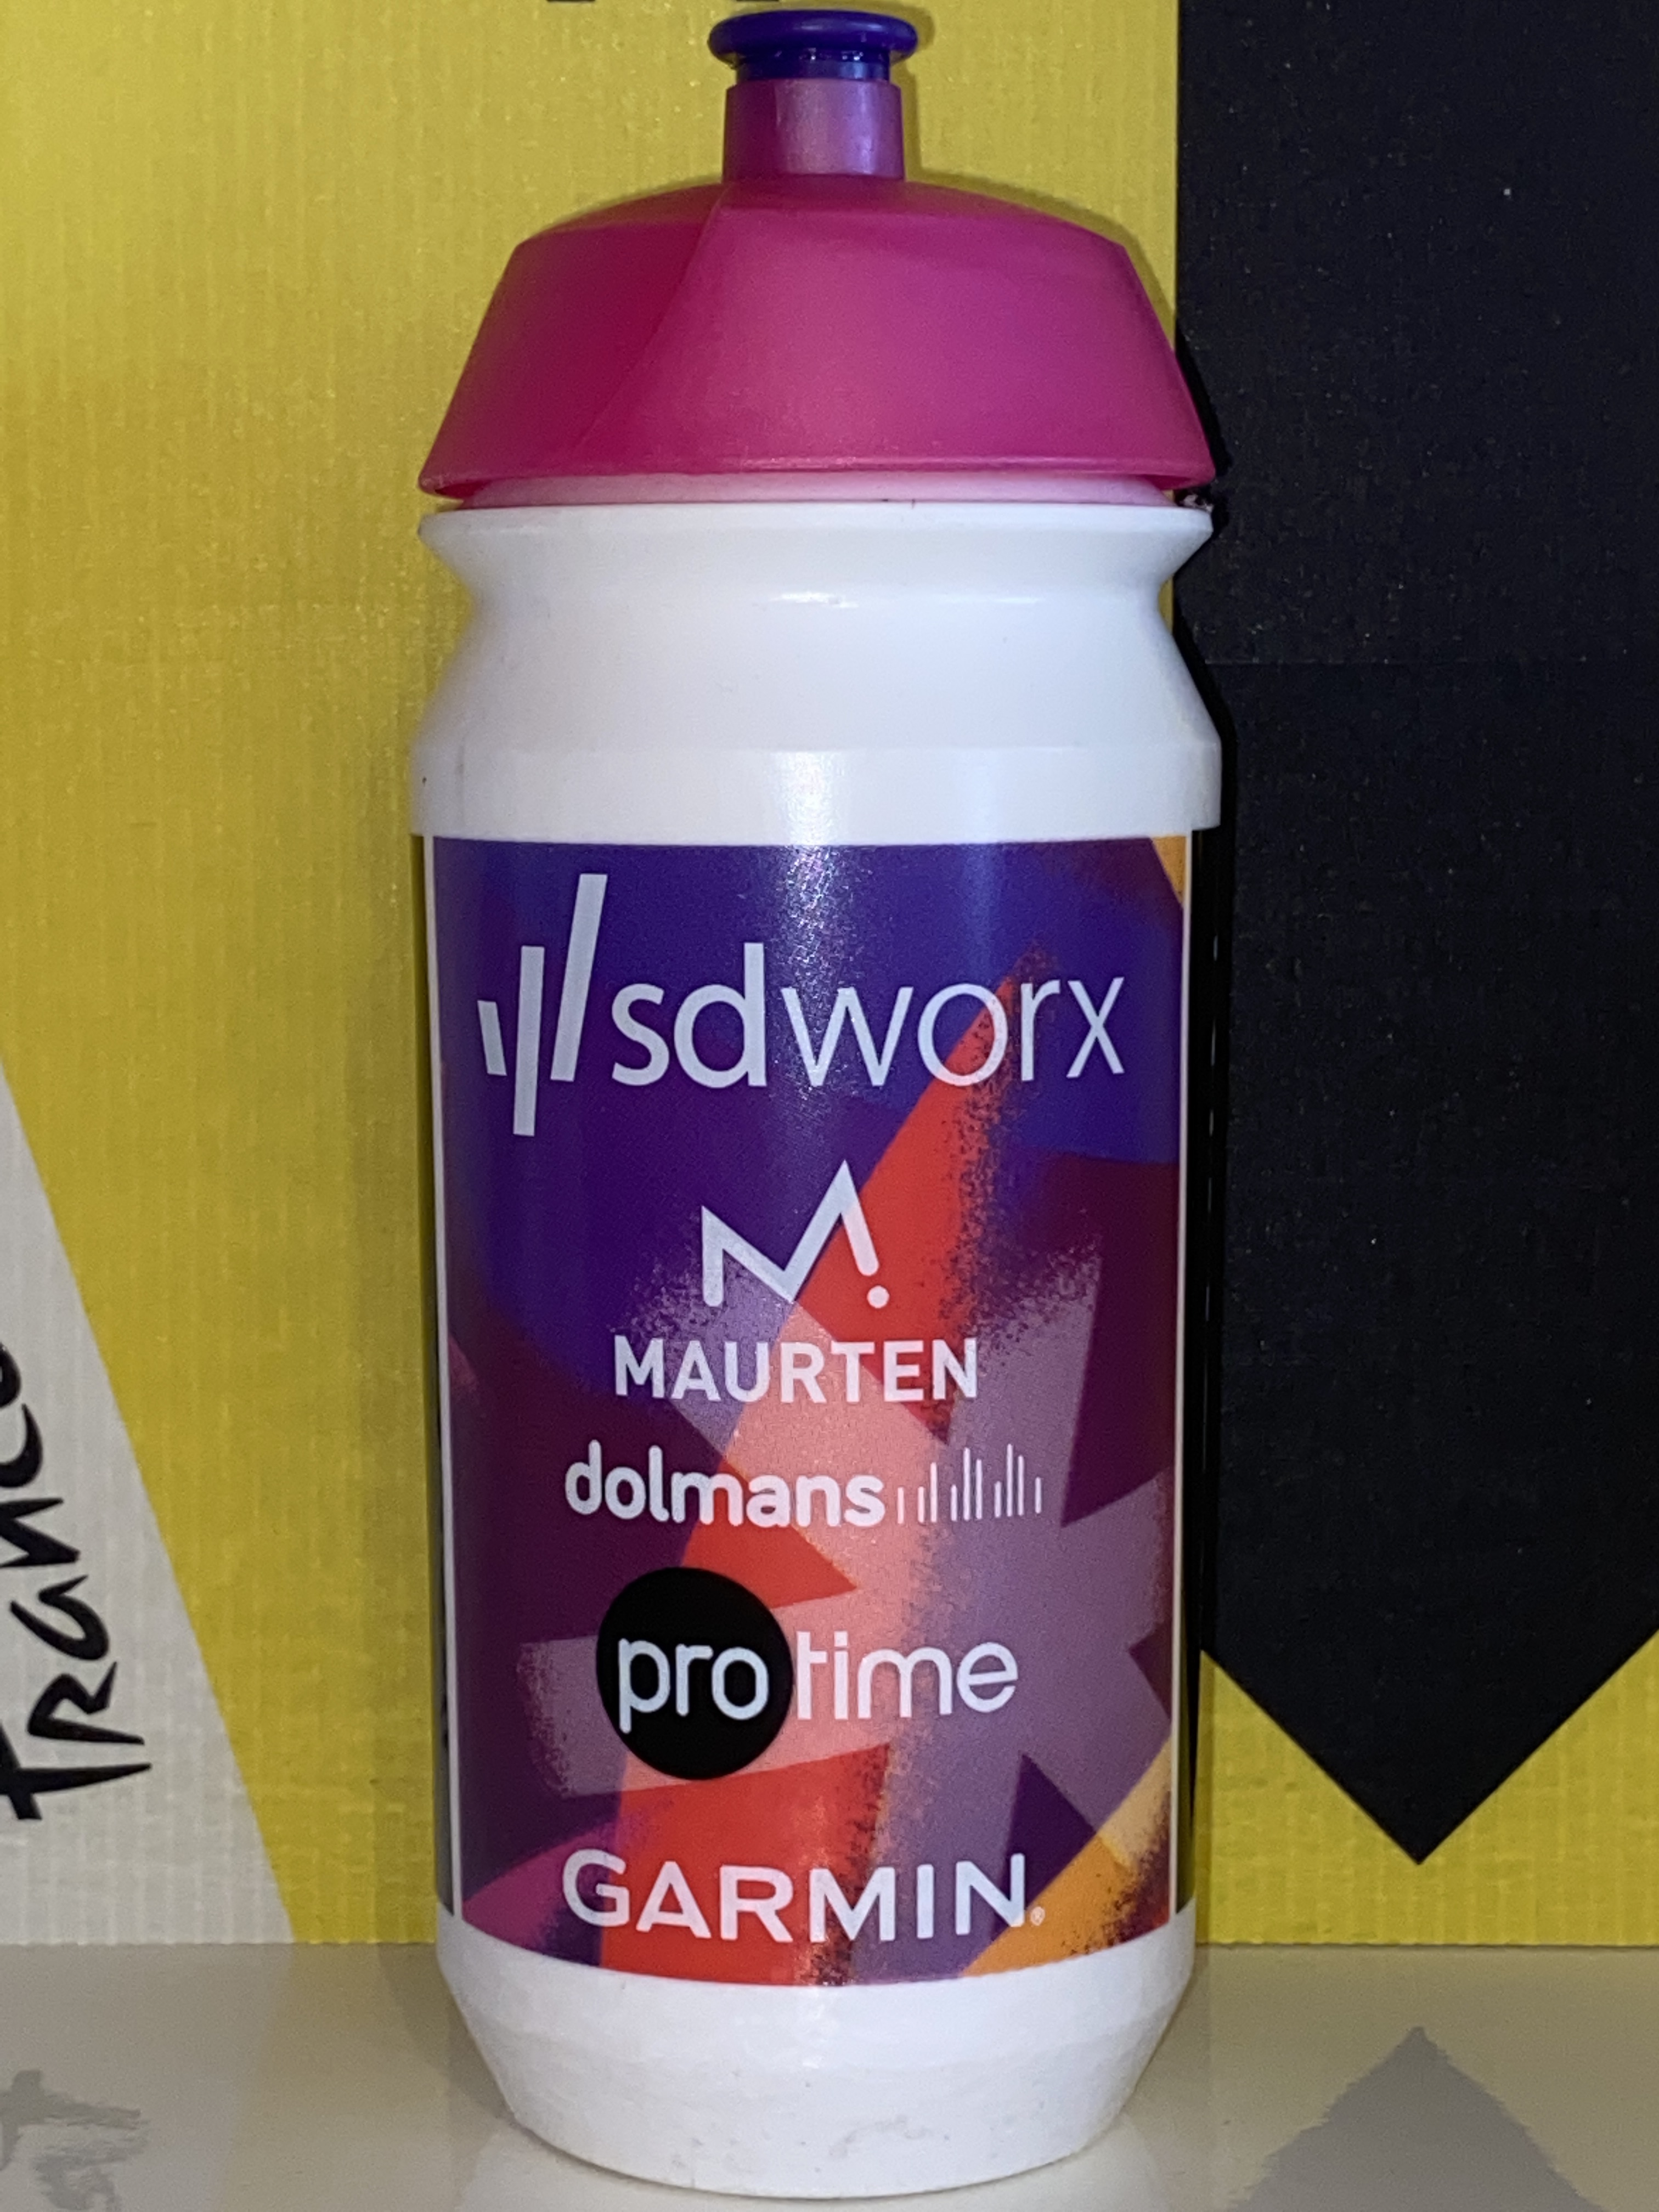 sdworx
MAURTEN
dolmans
protime
GARMIN®